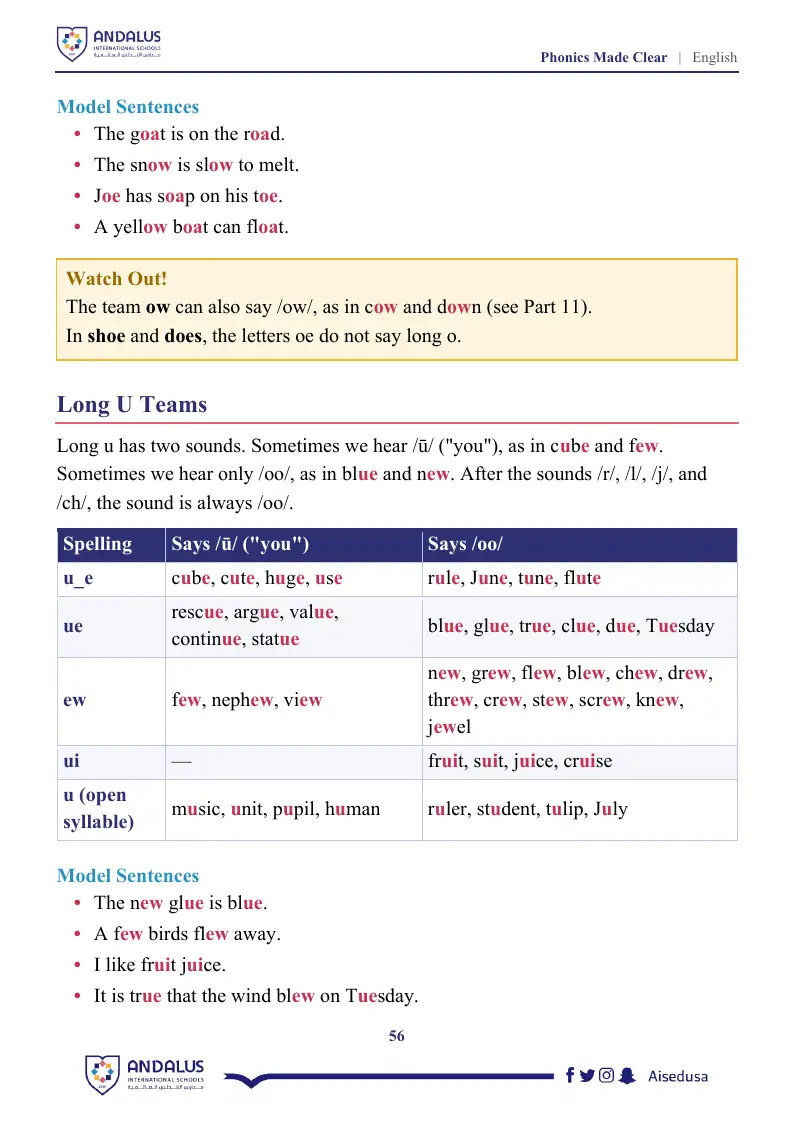 ANDALUS
INTERNATIONAL SCHOOLS
مدارس الأندلس العالمية
Phonics Made Clear | English
Model Sentences
• The goat is on the road.
• The snow is slow to melt.
• Joe has soap on his toe.
• A yellow boat can float.
Watch Out!
The team ow can also say /ow/, as in cow and down (see Part 11).
In shoe and does, the letters oe do not say long o.
Long U Teams
Long u has two sounds. Sometimes we hear /ū/ ("you"), as in cube and few.
Sometimes we hear only /oo/, as in blue and new. After the sounds /r/, /l/, /j/, and
/ch/, the sound is always /oo/.
Spelling Says /ū/ ("you") Says /oo/
u_e cube, cute, huge, use rule, June, tune, flute
ue rescue, argue, value,
continue, statue blue, glue, true, clue, due, Tuesday
ew few, nephew, view new, grew, flew, blew, chew, drew,
threw, crew, stew, screw, knew,
jewel
ui — fruit, suit, juice, cruise
u (open
syllable) music, unit, pupil, human ruler, student, tulip, July
Model Sentences
• The new glue is blue.
• A few birds flew away.
• I like fruit juice.
• It is true that the wind blew on Tuesday.
56
ANDALUS
INTERNATIONAL SCHOOLS
مدارس الأندلس العالمية
Aisedusa